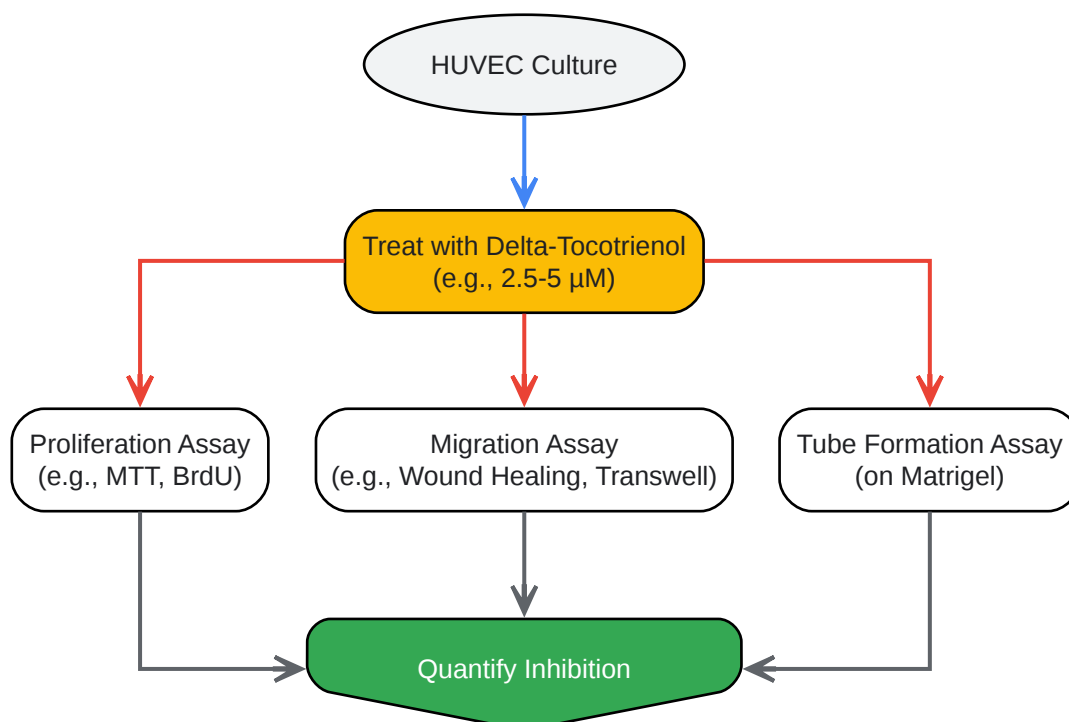 HUVEC Culture
Treat with Delta-Tocotrienol
(e.g., 2.5-5 µM)
Proliferation Assay
(e.g., MTT, BrdU)
Migration Assay
(e.g., Wound Healing, Transwell)
Tube Formation Assay
(on Matrigel)
Quantify Inhibition